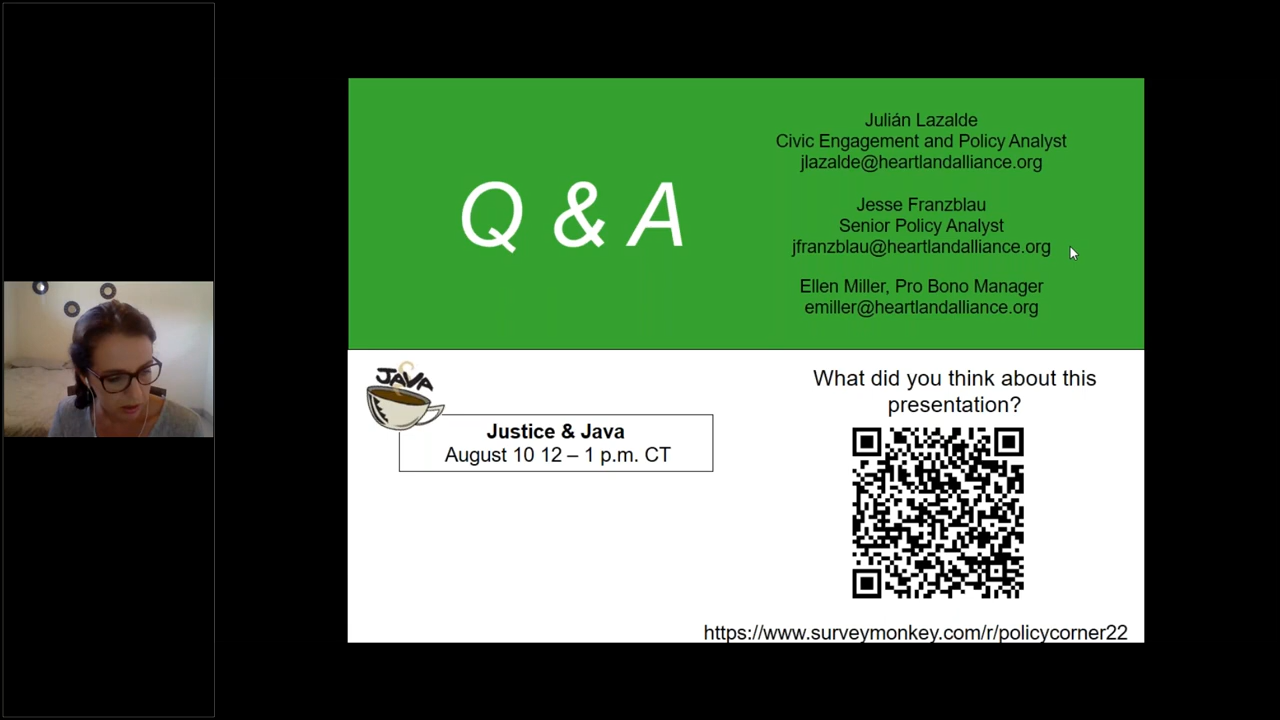 Q & A
Julián Lazalde
Civic Engagement and Policy Analyst
jlazalde@heartlandalliance.org
Jesse Franzblau
Senior Policy Analyst
jfranzblau@heartlandalliance.org
Ellen Miller, Pro Bono Manager
emiller@heartlandalliance.org
JAVA
Justice & Java
August 10 12 – 1 p.m. CT
What did you think about this
presentation?
https://www.surveymonkey.com/r/policycorner22